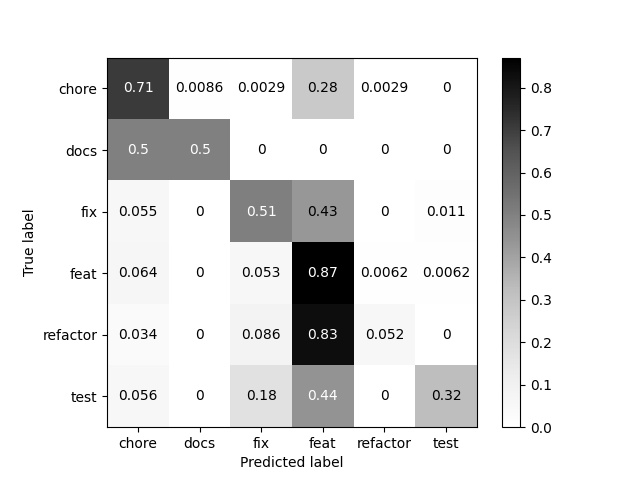 chore 0.71 0.0086 0.0029 0.28 0.0029 0
docs 0.5 0.5 0 0 0 0
fix 0.055 0 0.51 0.43 0 0.011
feat 0.064 0 0.053 0.87 0.0062 0.0062
refactor 0.034 0 0.086 0.83 0.052 0
test 0.056 0 0.18 0.44 0 0.32
chore docs fix feat refactor test
Predicted label
True label
0.8
0.7
0.6
0.5
0.4
0.3
0.2
0.1
0.0